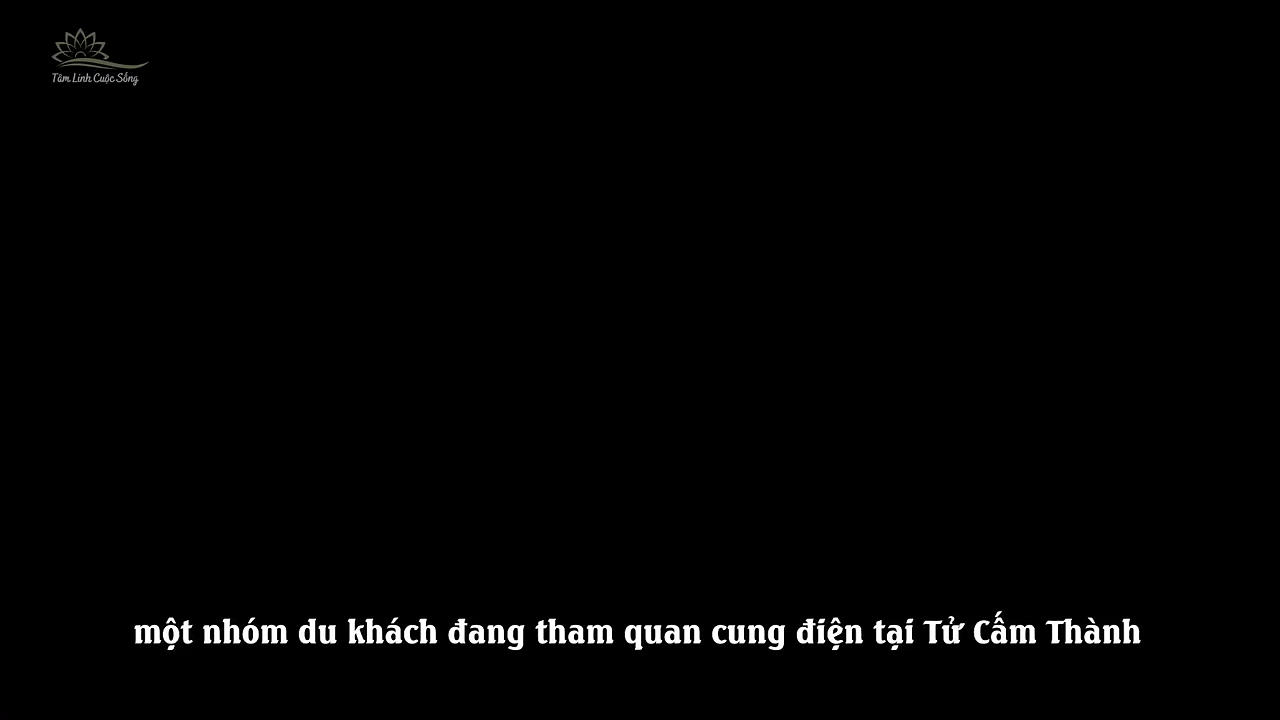 Tâm Linh Cuộc Sống
một nhóm du khách đang tham quan cung điện tại Tử Cấm Thành